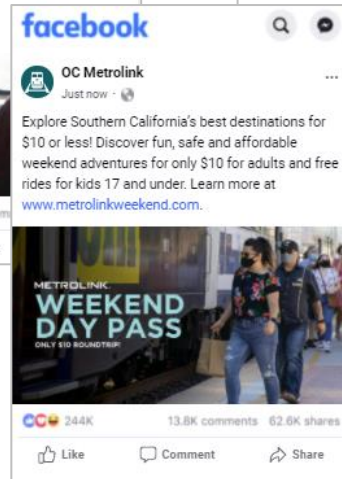 facebook
OC Metrolink
Just now
Explore Southern California's best destinations for
$10 or less! Discover fun, safe and affordable
weekend adventures for only $10 for adults and free
rides for kids 17 and under. Learn more at
www.metrolinkweekend.com.
METROLINK.
WEEKEND
DAY PASS
ONLY $10 ROUNDTRIP!
244K 13.8K comments 62.6K shares
Like Comment Share